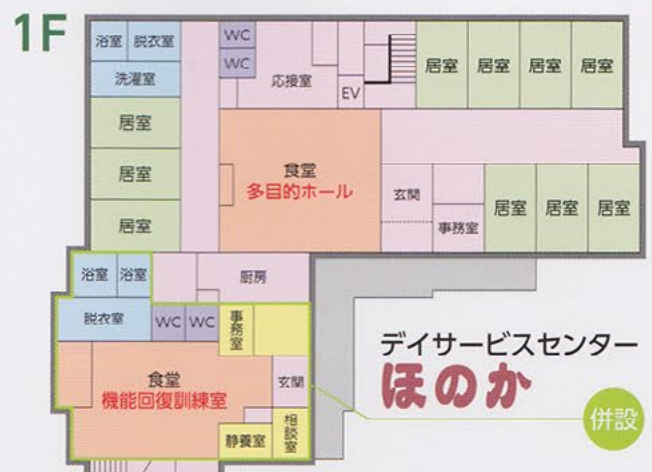 1F
浴室 脱衣室
洗濯室
居室
居室
居室
WC
WC
応接室
EV
居室 居室 居室 居室
食堂
多目的ホール
玄関
事務室
居室 居室 居室
浴室 浴室
脱衣室
WC WC
厨房
事務室
食堂
機能回復訓練室
玄関
静養室
相談室
デイサービスセンター
ほのか
併設